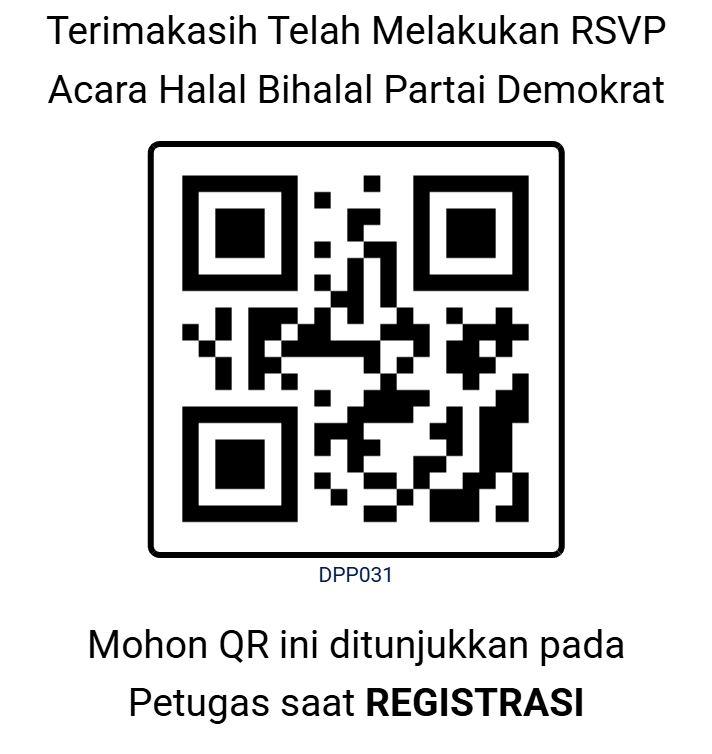 Terimakasih Telah Melakukan RSVP
Acara Halal Bihalal Partai Demokrat
DPP031
Mohon QR ini ditunjukkan pada
Petugas saat REGISTRASI